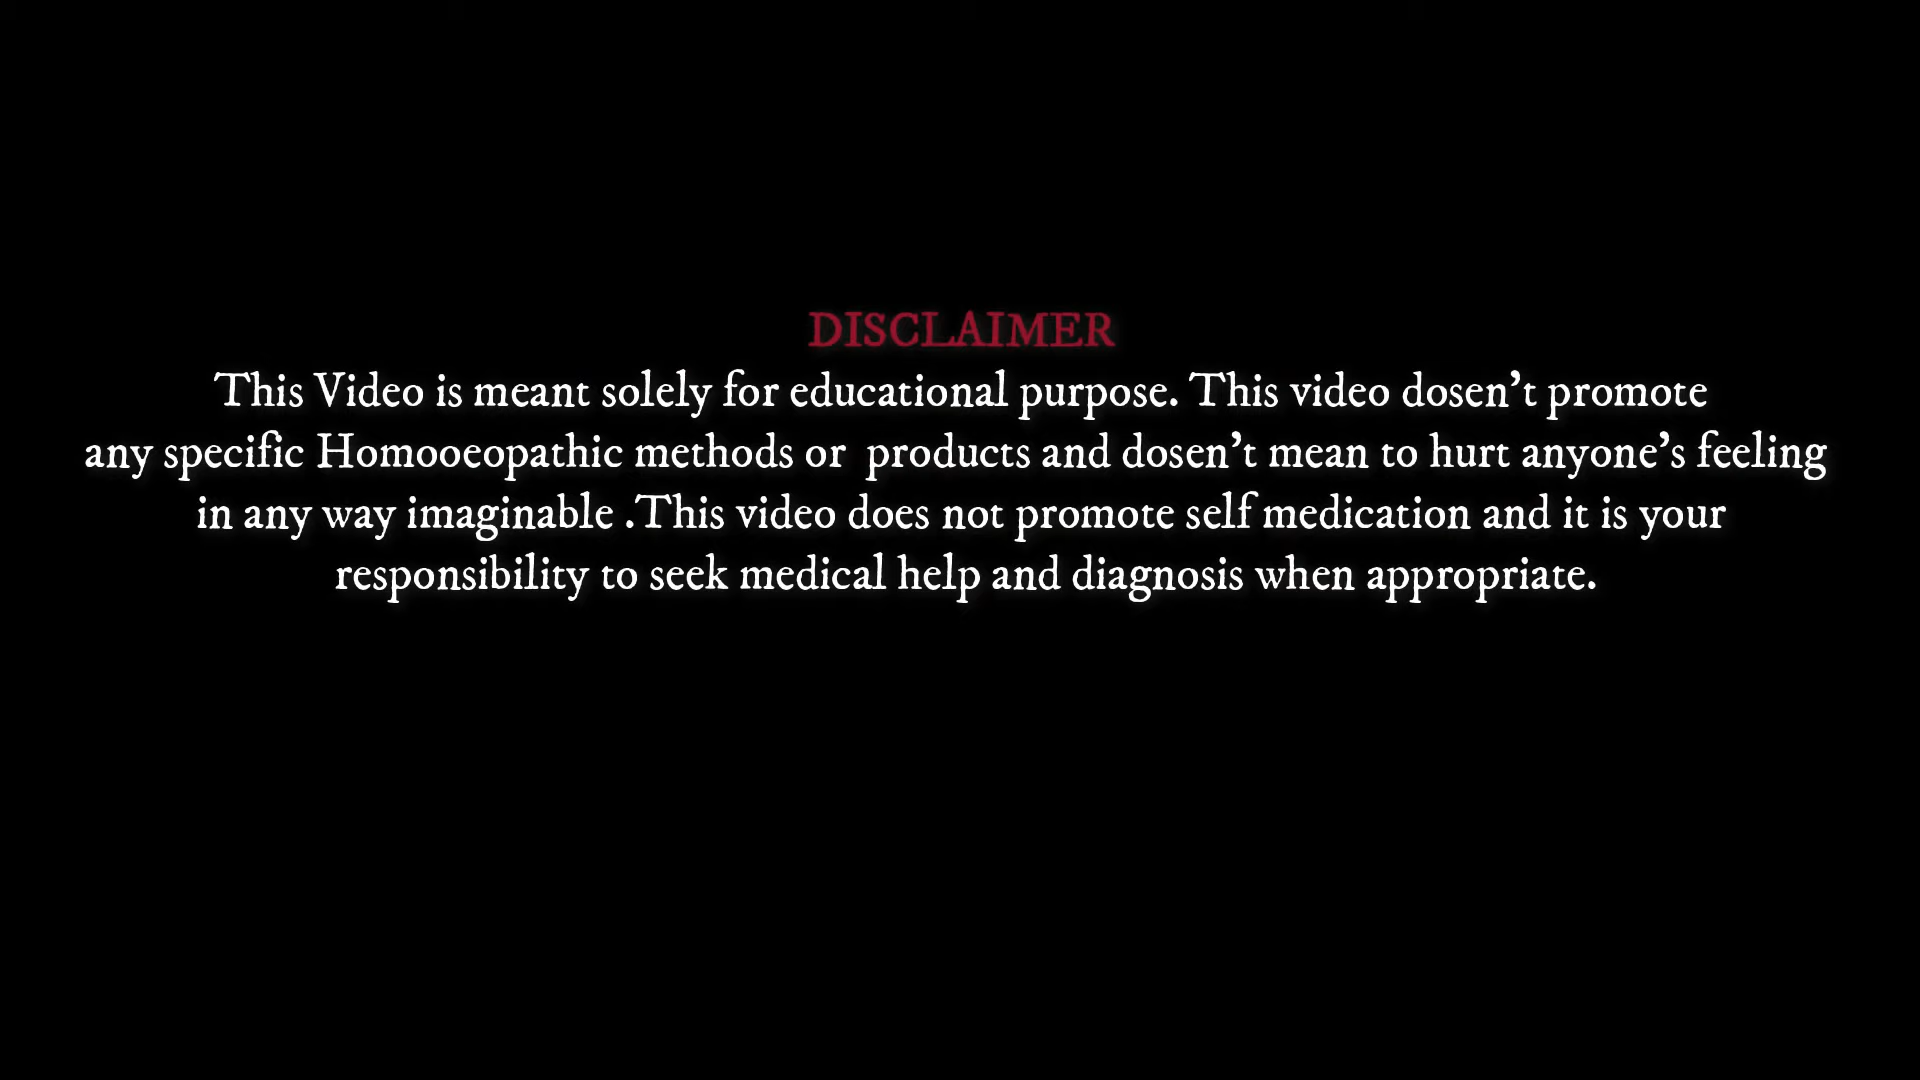 DISCLAIMER
This Video is meant solely for educational purpose. This video dosen't promote
any specific Homooeopathic methods or  products and dosen't mean to hurt anyone's feeling
in any way imaginable .This video does not promote self medication and it is your
responsibility to seek medical help and diagnosis when appropriate.